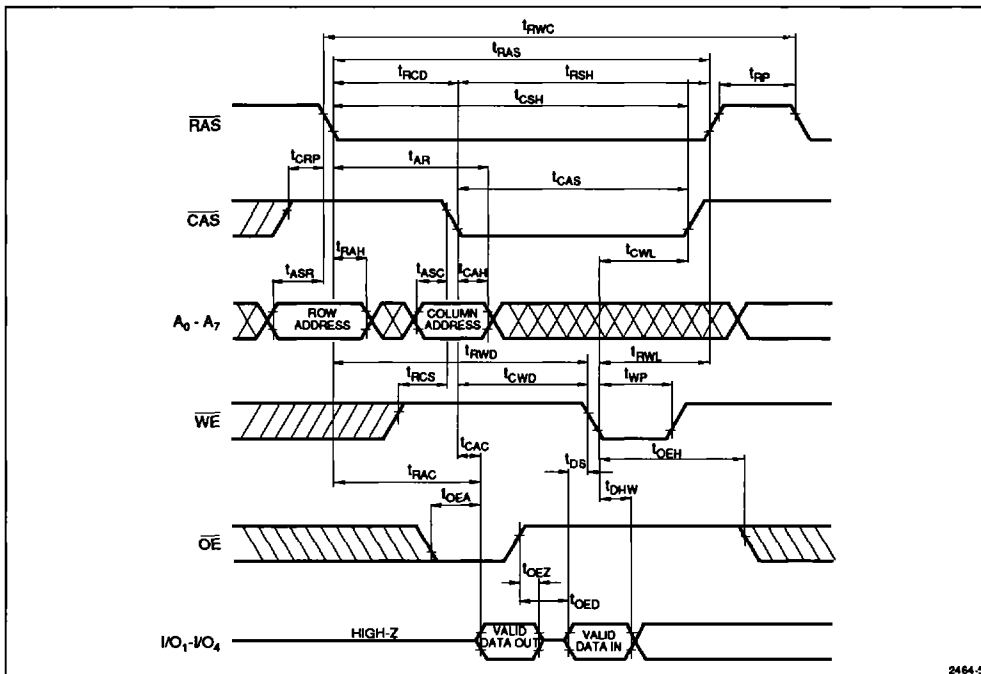 tRWC
tRAS
tRCD
tRSH
tRP
tCSH
RAS
tCRP
tAR
tCAS
CAS
tRAH
tCWL
tASR
tASC
tCAH
A0 - A7
ROW ADDRESS
COLUMN ADDRESS
tRWD
tRWL
tRCS
tCWD
tWP
WE
tCAC
tDS
tOEH
tRAC
tOEA
tDHW
OE
tOEZ
tOED
I/O1-I/O4
HIGH-Z
VALID DATA OUT
VALID DATA IN
2464-5